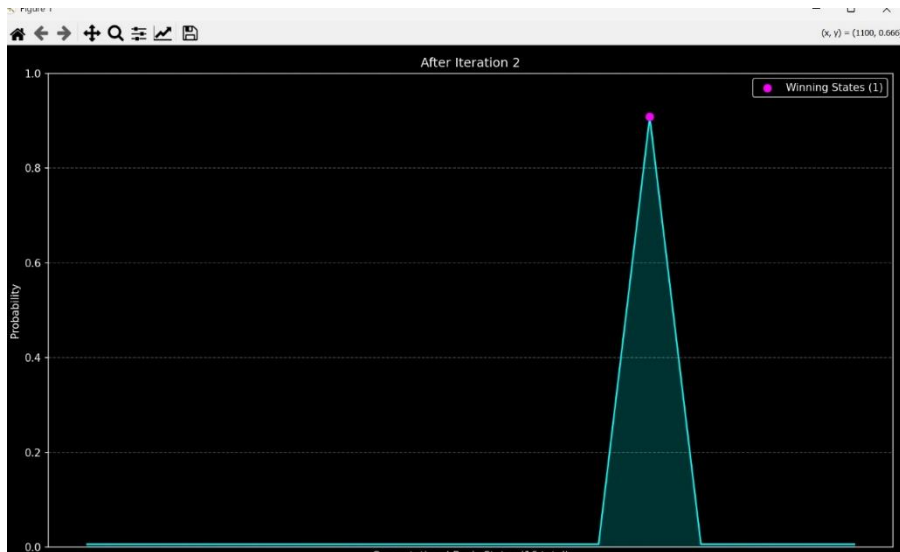 Figure 1
(x, y) = (1100, 0.666
After Iteration 2
1.0
Winning States (1)
0.8
0.6
Probability
0.4
0.2
0.0